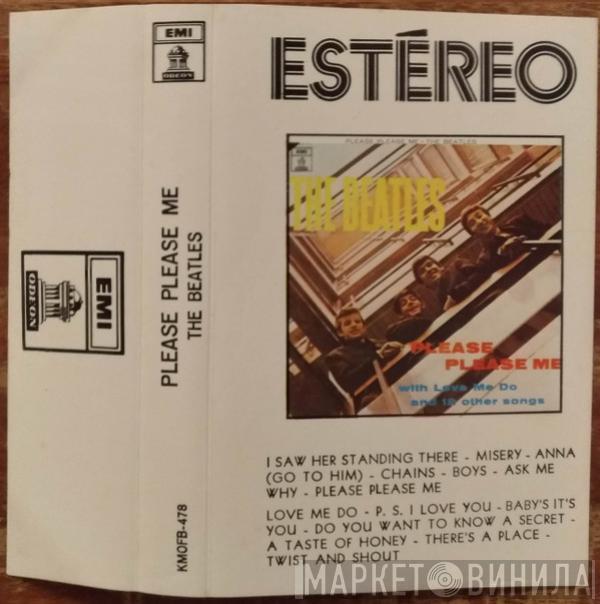 EMI
ODEON
EMI
ODEON
PLEASE PLEASE ME
THE BEATLES
KMOFB-478
ESTÉREO
PLEASE PLEASE ME - THE BEATLES
EMI
THE BEATLES
PLEASE
PLEASE ME
with Love Me Do
and 12 other songs
I SAW HER STANDING THERE - MISERY - ANNA
(GO TO HIM) - CHAINS - BOYS - ASK ME
WHY - PLEASE PLEASE ME
LOVE ME DO - P. S. I LOVE YOU - BABY'S IT'S
YOU - DO YOU WANT TO KNOW A SECRET -
A TASTE OF HONEY - THERE'S A PLACE -
TWIST AND SHOUT
МАРКЕТ ВИНИЛА